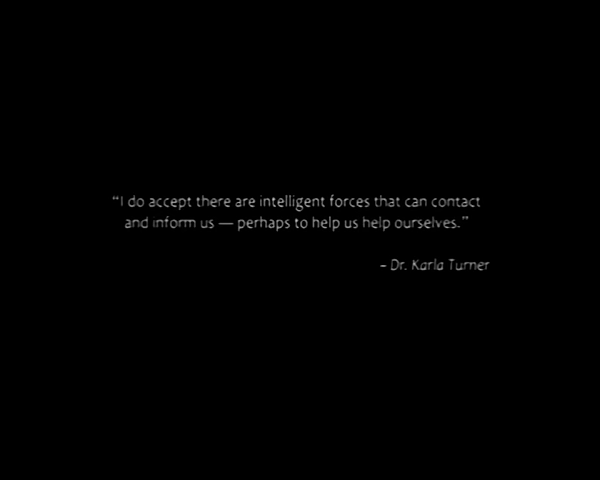 “I do accept there are intelligent forces that can contact
and inform us — perhaps to help us help ourselves.”
– Dr. Karla Turner